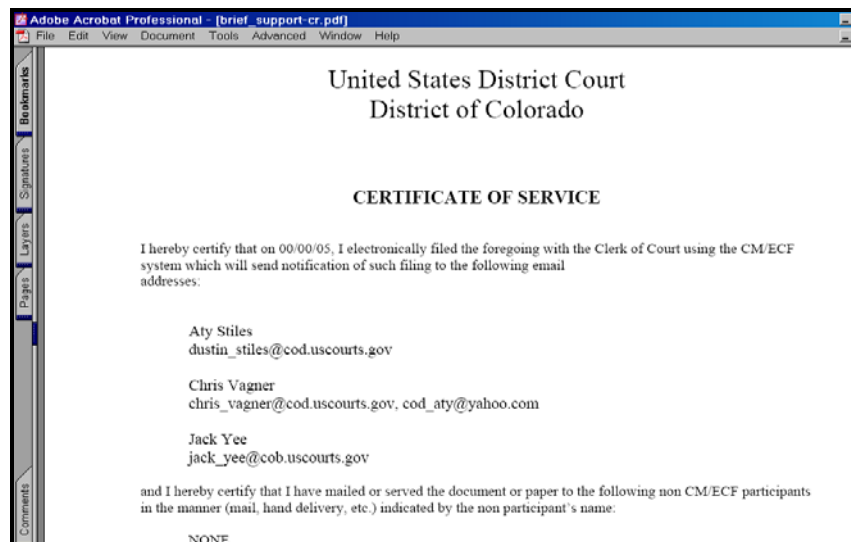 Adobe Acrobat Professional - [brief_support-cr.pdf]
File Edit View Document Tools Advanced Window Help
Bookmarks
Signatures
Layers
Pages
Comments
United States District Court
District of Colorado
CERTIFICATE OF SERVICE
I hereby certify that on 00/00/05, I electronically filed the foregoing with the Clerk of Court using the CM/ECF
system which will send notification of such filing to the following email
addresses:
Aty Stiles
dustin_stiles@cod.uscourts.gov
Chris Vagner
chris_vagner@cod.uscourts.gov, cod_aty@yahoo.com
Jack Yee
jack_yee@cob.uscourts.gov
and I hereby certify that I have mailed or served the document or paper to the following non CM/ECF participants
in the manner (mail, hand delivery, etc.) indicated by the non participant's name:
NONE